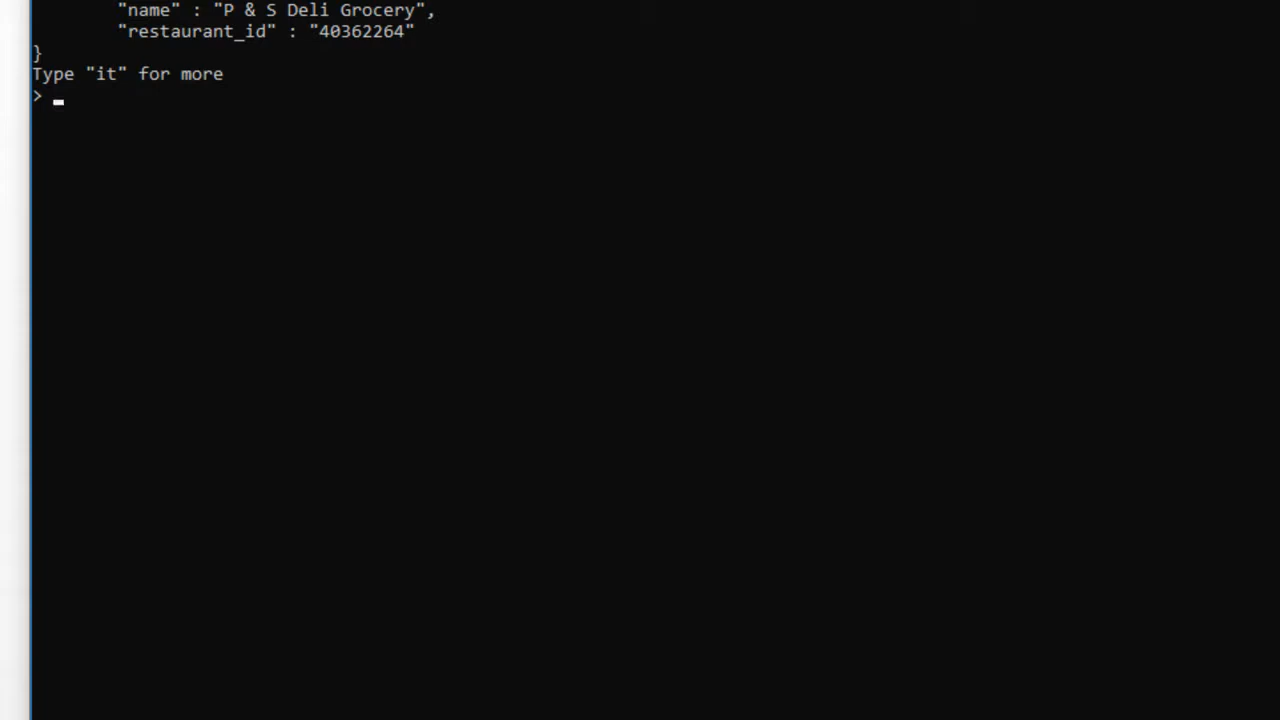 "name" : "P & S Deli Grocery",
"restaurant_id" : "40362264"
}
Type "it" for more
>